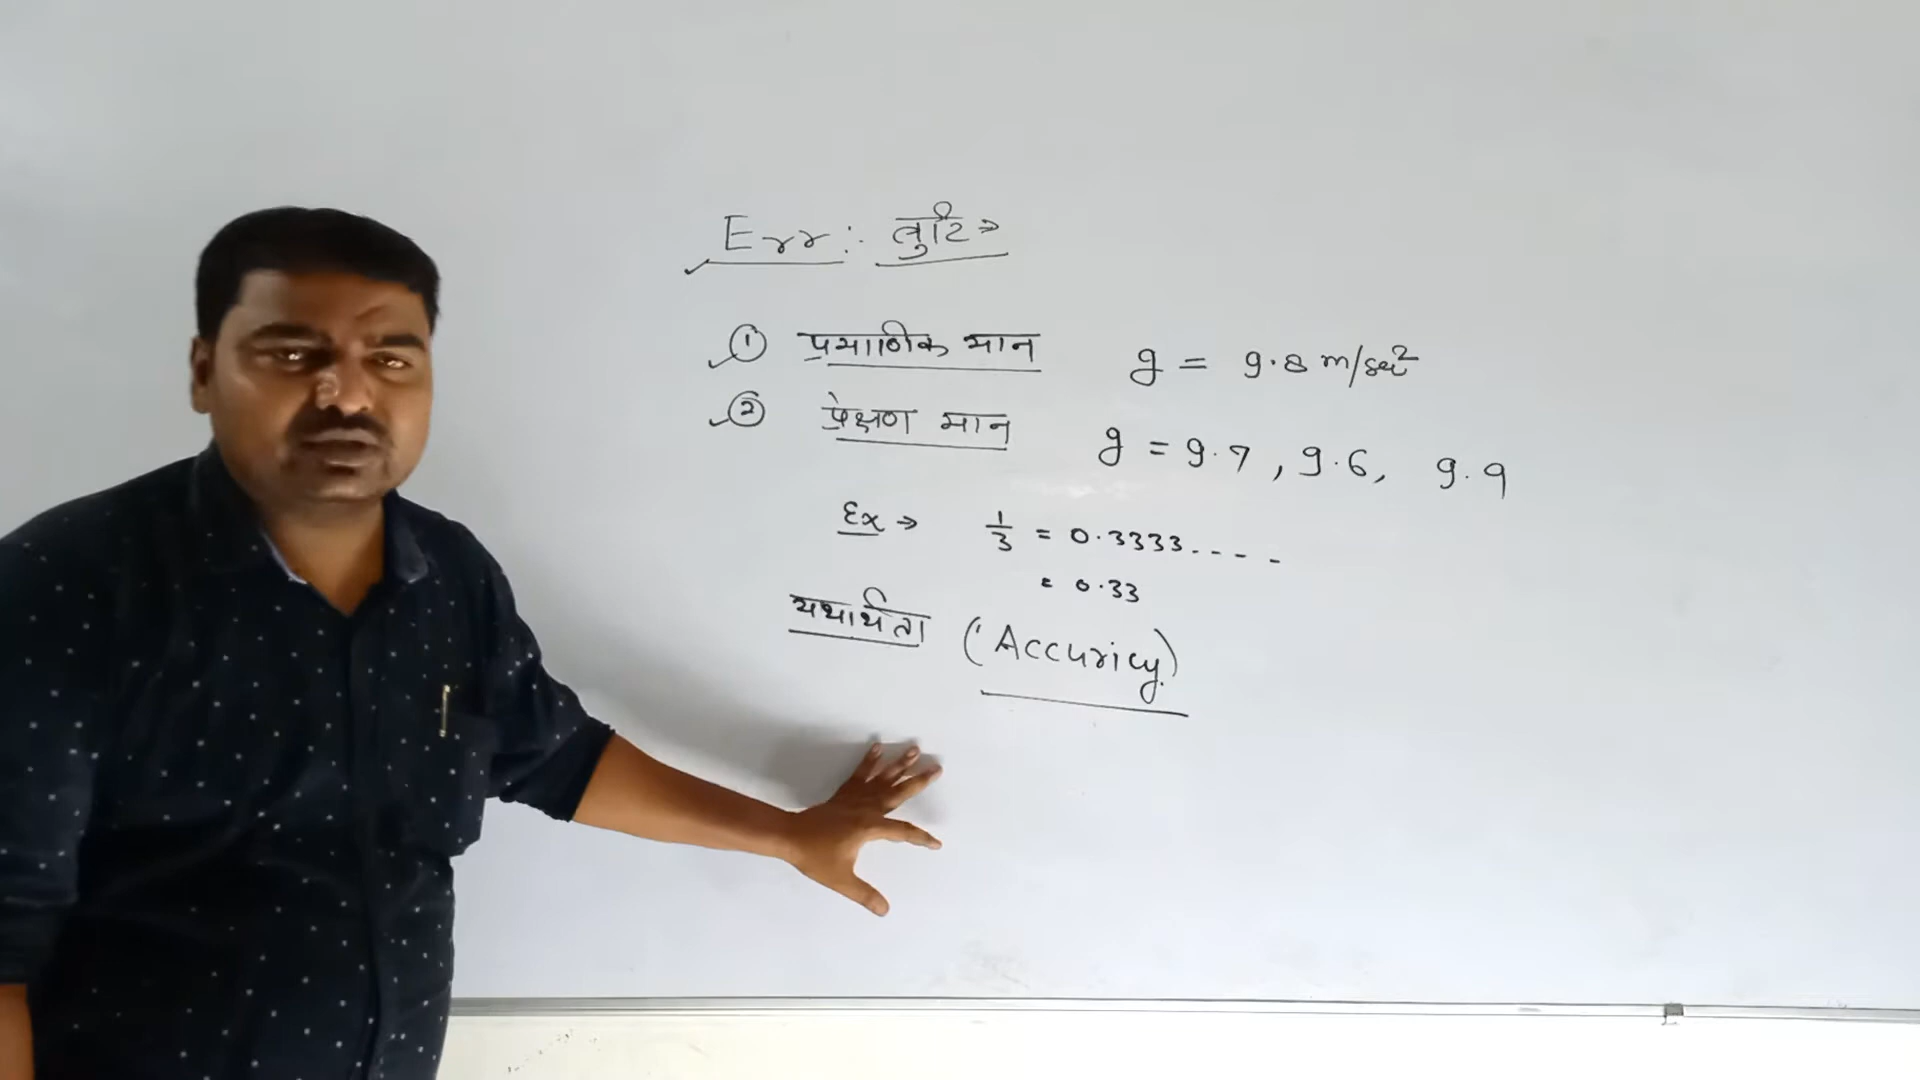 Err:- त्रुटि →
① प्रमाणिक मान g = 9.8 m/sec²
② प्रेक्षण मान g = 9.7 , 9.6, 9.9
Ex → 1/3 = 0.3333----
= 0.33
यथार्थता (Accuricy)